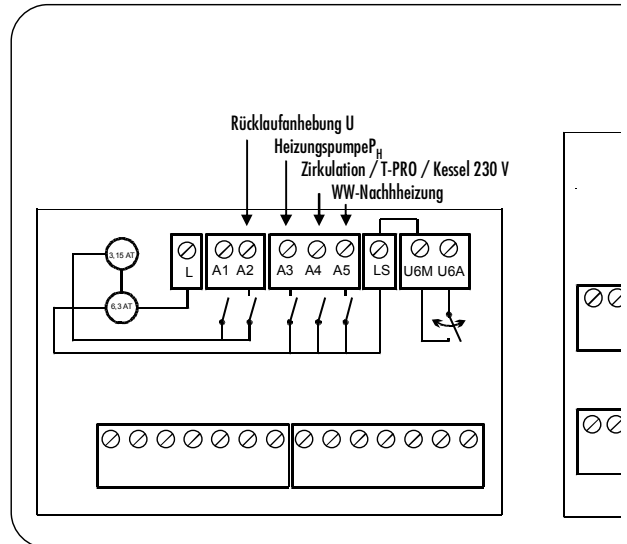 Rücklaufanhebung U
HeizungspumpePH
Zirkulation / T-PRO / Kessel 230 V
WW-Nachhheizung
3,15 AT
6,3 AT
L A1 A2 A3 A4 A5 LS U6M U6A